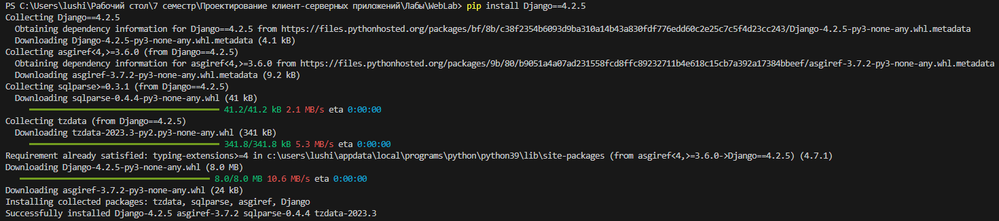 PS C:\Users\lushi\Рабочий стол\7 семестр\Проектирование клиент-серверных приложений\Лабы\WebLab> pip install Django==4.2.5
Collecting Django==4.2.5
  Obtaining dependency information for Django==4.2.5 from https://files.pythonhosted.org/packages/bf/8b/c38f2354b6093d9ba310a14b43a830fdf776edd60c2e25c7c5f4d23cc243/Django-4.2.5-py3-none-any.whl.metadata
  Downloading Django-4.2.5-py3-none-any.whl.metadata (4.1 kB)
Collecting asgiref<4,>=3.6.0 (from Django==4.2.5)
  Obtaining dependency information for asgiref<4,>=3.6.0 from https://files.pythonhosted.org/packages/9b/80/b9051a4a07ad231558fcd8ffc89232711b4e618c15cb7a392a17384bbeef/asgiref-3.7.2-py3-none-any.whl.metadata
  Downloading asgiref-3.7.2-py3-none-any.whl.metadata (9.2 kB)
Collecting sqlparse>=0.3.1 (from Django==4.2.5)
  Downloading sqlparse-0.4.4-py3-none-any.whl (41 kB)
     41.2/41.2 kB 2.1 MB/s eta 0:00:00
Collecting tzdata (from Django==4.2.5)
  Downloading tzdata-2023.3-py2.py3-none-any.whl (341 kB)
     341.8/341.8 kB 5.3 MB/s eta 0:00:00
Requirement already satisfied: typing-extensions>=4 in c:\users\lushi\appdata\local\programs\python\python39\lib\site-packages (from asgiref<4,>=3.6.0->Django==4.2.5) (4.7.1)
Downloading Django-4.2.5-py3-none-any.whl (8.0 MB)
   8.0/8.0 MB 10.6 MB/s eta 0:00:00
Downloading asgiref-3.7.2-py3-none-any.whl (24 kB)
Installing collected packages: tzdata, sqlparse, asgiref, Django
Successfully installed Django-4.2.5 asgiref-3.7.2 sqlparse-0.4.4 tzdata-2023.3